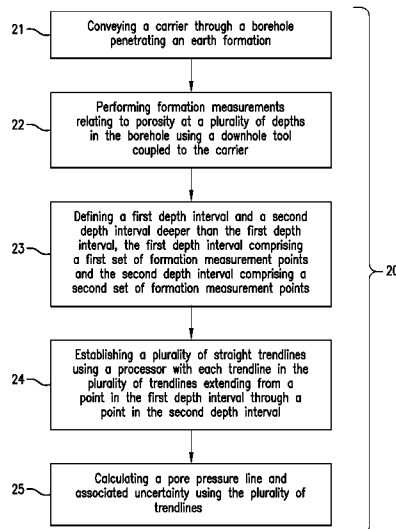 21
Conveying a carrier through a borehole
penetrating an earth formation
22
Performing formation measurements
relating to porosity at a plurality of depths
in the borehole using a downhole tool
coupled to the carrier
23
Defining a first depth interval and a second
depth interval deeper than the first depth
interval, the first depth interval comprising
a first set of formation measurement points
and the second depth interval comprising a
second set of formation measurement points
20
24
Establishing a plurality of straight trendlines
using a processor with each trendline in the
plurality of trendlines extending from a
point in the first depth interval through a
point in the second depth interval
25
Calculating a pore pressure line and
associated uncertainty using the plurality of
trendlines